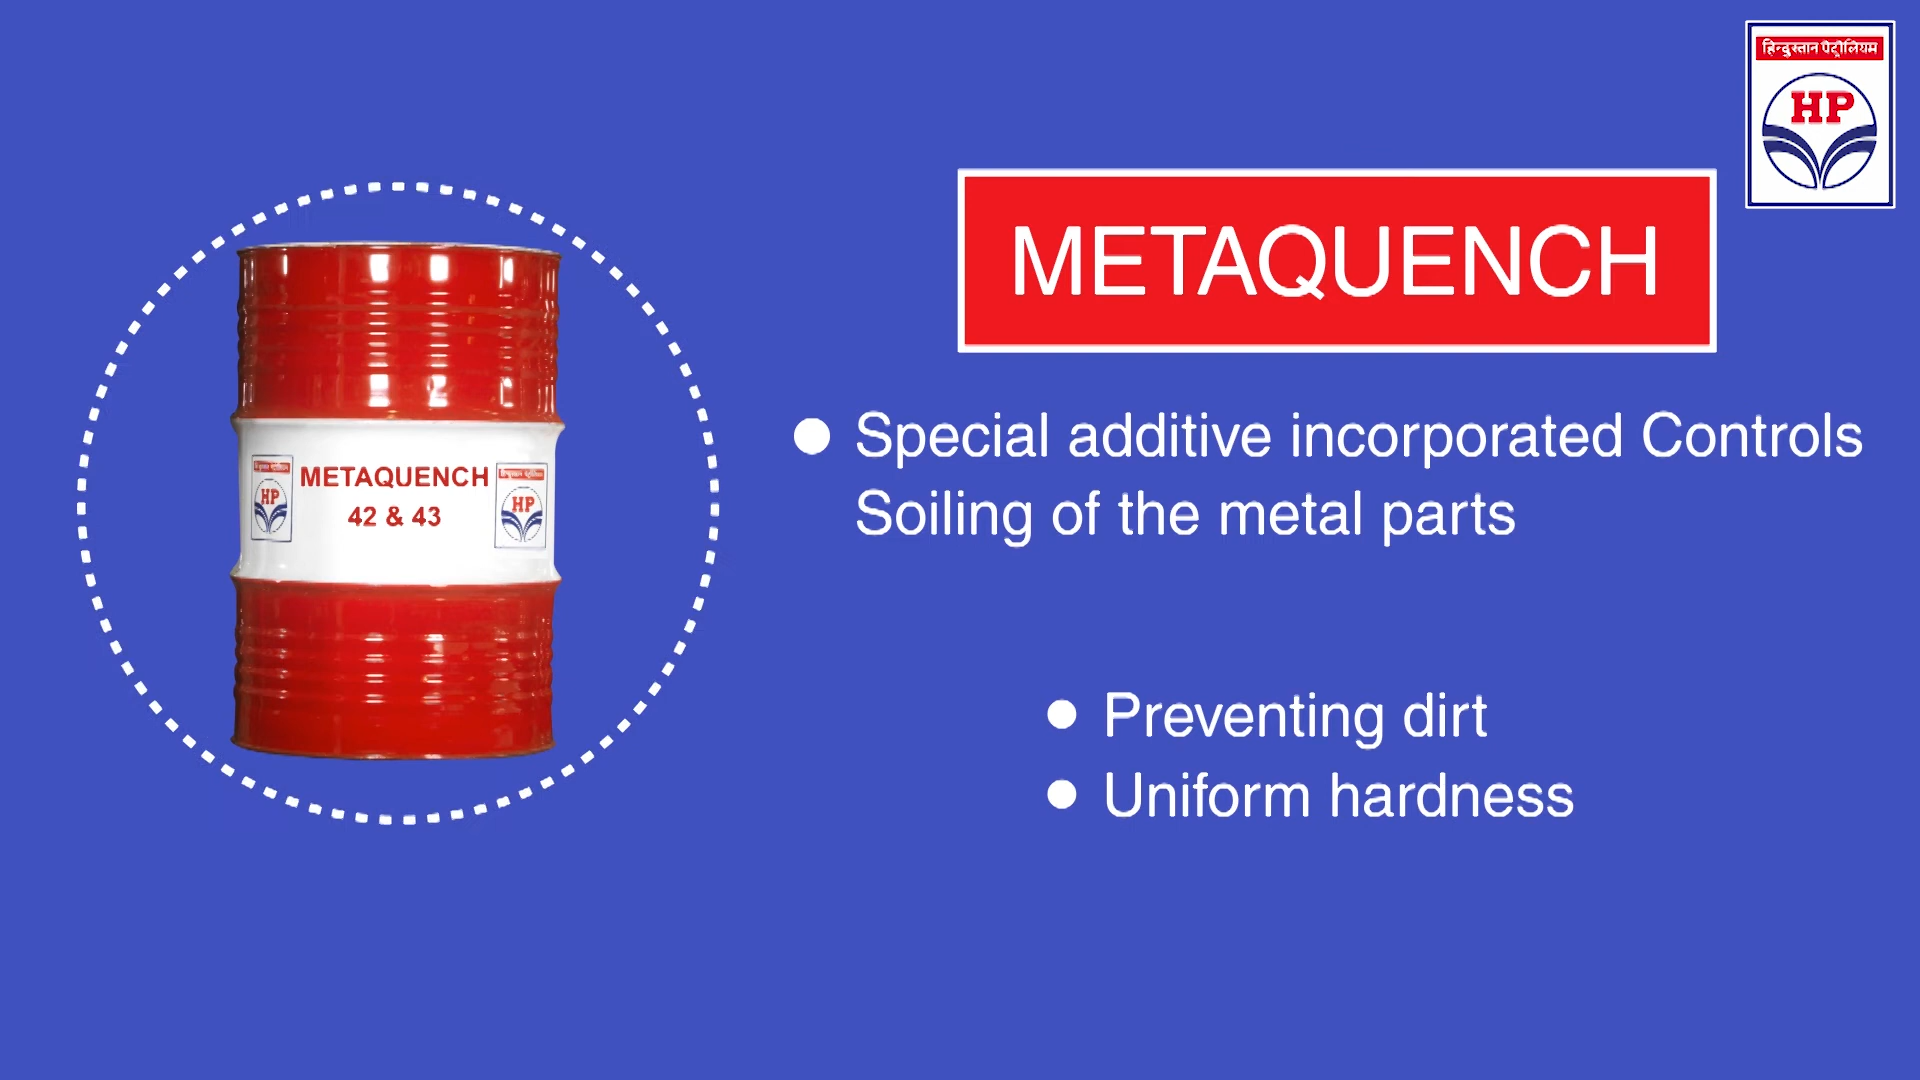 हिन्दुस्तान पेट्रोलियम
HP
METAQUENCH
Special additive incorporated Controls
Soiling of the metal parts
Preventing dirt
Uniform hardness
METAQUENCH
42 & 43
HP
HP